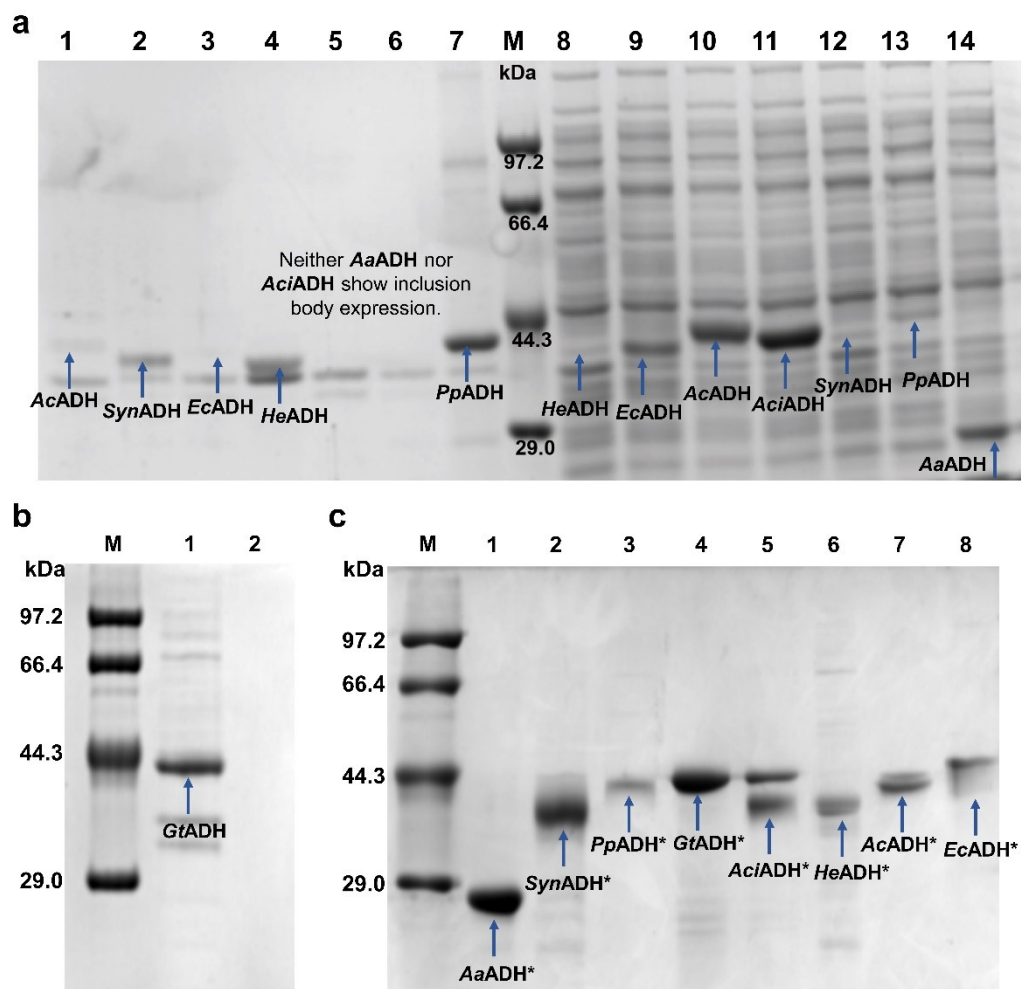 a
1 2 3 4 5 6 7 M 8 9 10 11 12 13 14
kDa
97.2
66.4
44.3
29.0
Neither AaADH nor
AciADH show inclusion
body expression.
AcADH
SynADH
EcADH
HeADH
PpADH
HeADH
EcADH
AcADH
AciADH
SynADH
PpADH
AaADH
b
M 1 2
kDa
97.2
66.4
44.3
29.0
GtADH
c
M 1 2 3 4 5 6 7 8
kDa
97.2
66.4
44.3
29.0
AaADH*
SynADH*
PpADH*
GtADH*
AciADH*
HeADH*
AcADH*
EcADH*